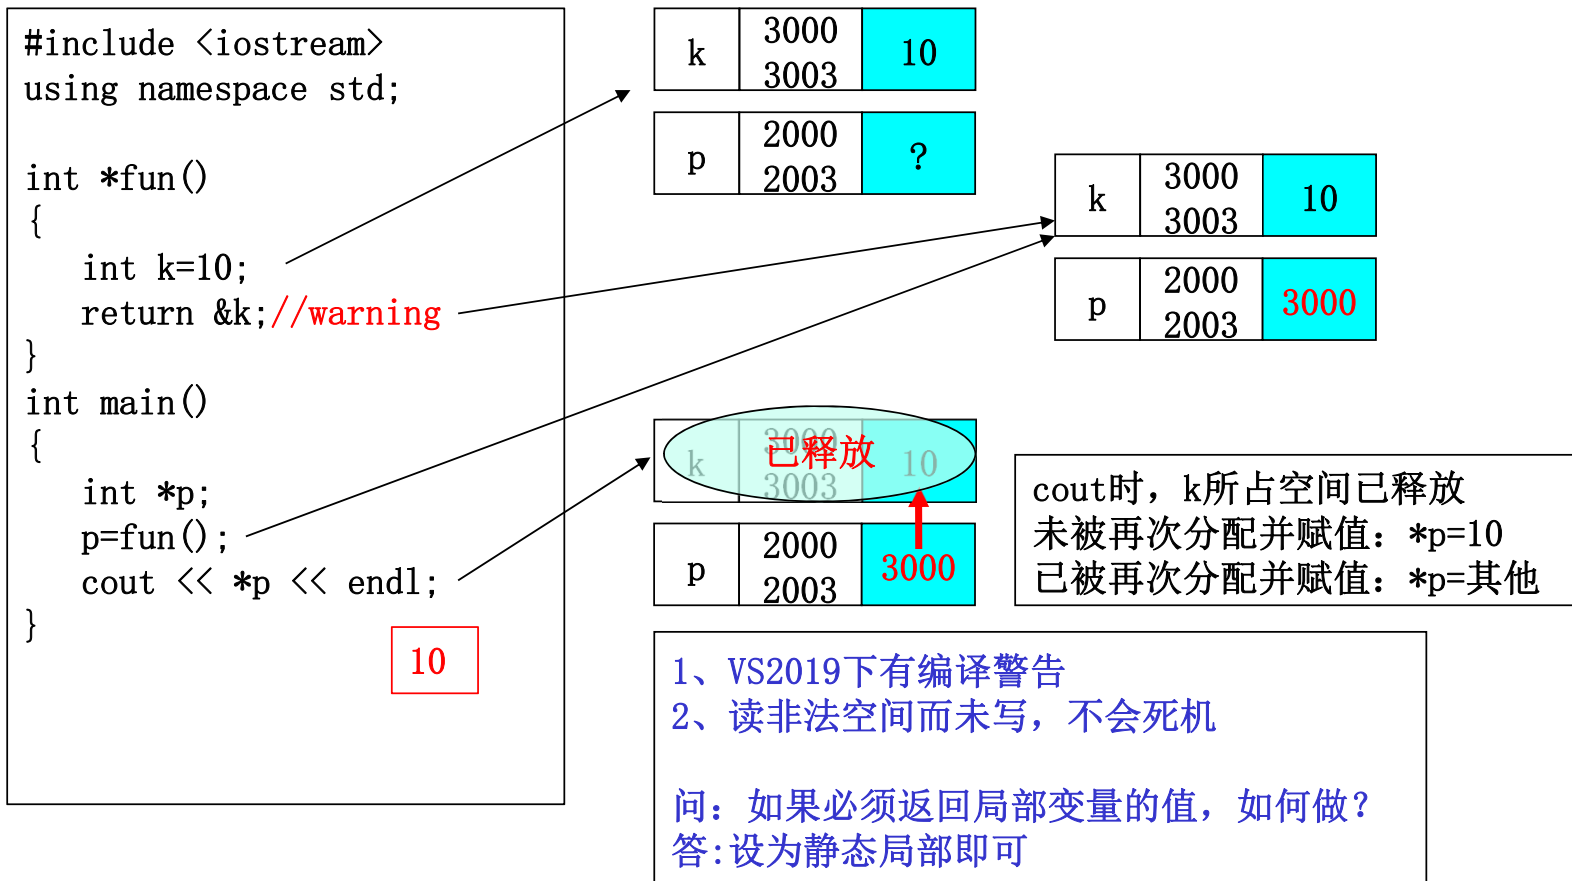 #include <iostream>
using namespace std;
int *fun()
{
int k=10;
return &k;//warning
}
int main()
{
int *p;
p=fun();
cout << *p << endl;
}
10
k
3000
3003
10
p
2000
2003
?
k
3000
3003
10
p
2000
2003
3000
k
3000
3003
10
已释放
p
2000
2003
3000
cout时，k所占空间已释放
未被再次分配并赋值：*p=10
已被再次分配并赋值：*p=其他
1、VS2019下有编译警告
2、读非法空间而未写，不会死机
问：如果必须返回局部变量的值，如何做？
答:设为静态局部即可